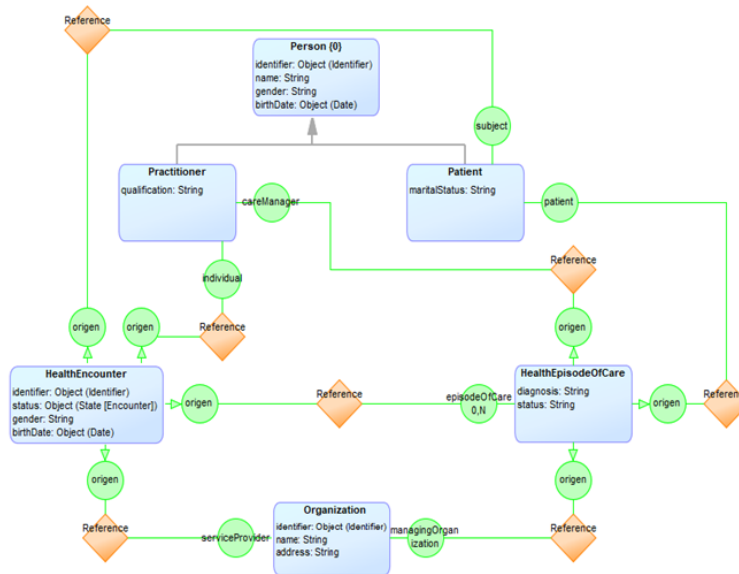 Reference
Person {0}
identifier: Object (Identifier)
name: String
gender: String
birthDate: Object (Date)
subject
Practitioner
qualification: String
careManager
Patient
maritalStatus: String
patient
Reference
individual
origen
origen
Reference
origen
HealthEncounter
identifier: Object (Identifier)
status: Object (State [Encounter])
gender: String
birthDate: Object (Date)
origen
Reference
episodeOfCare
0,N
HealthEpisodeOfCare
diagnosis: String
status: String
origen
Reference
origen
origen
Reference
serviceProvider
Organization
identifier: Object (Identifier)
name: String
address: String
managingOrgan
ization
Reference